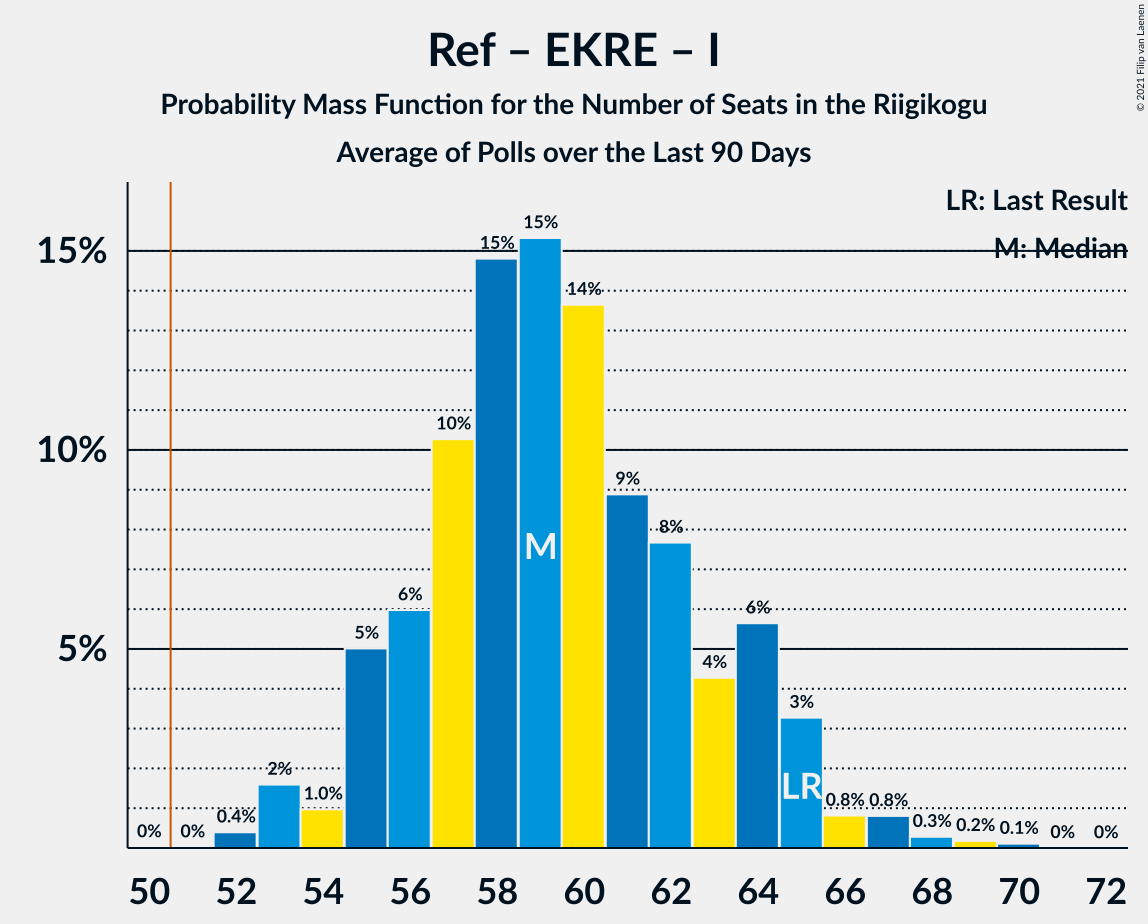 Ref – EKRE – I
Probability Mass Function for the Number of Seats in the Riigikogu
Average of Polls over the Last 90 Days
© 2021 Filip van Laenen
LR: Last Result
M: Median
15%
10%
5%
0%
0%
0.4%
2%
1.0%
5%
6%
10%
15%
15%
14%
9%
8%
4%
6%
3%
0.8%
0.8%
0.3%
0.2%
0.1%
0%
0%
M
LR
50 52 54 56 58 60 62 64 66 68 70 72